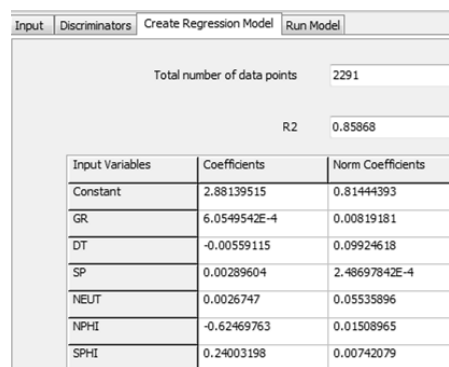 Input Discriminators Create Regression Model Run Model
Total number of data points 2291
R2 0.85868
Input Variables Coefficients Norm Coefficients
Constant 2.88139515 0.81444393
GR 6.0549542E-4 0.00819181
DT -0.00559115 0.09924618
SP 0.00289604 2.48697842E-4
NEUT 0.0026747 0.05535896
NPHI -0.62469763 0.01508965
SPHI 0.24003198 0.00742079